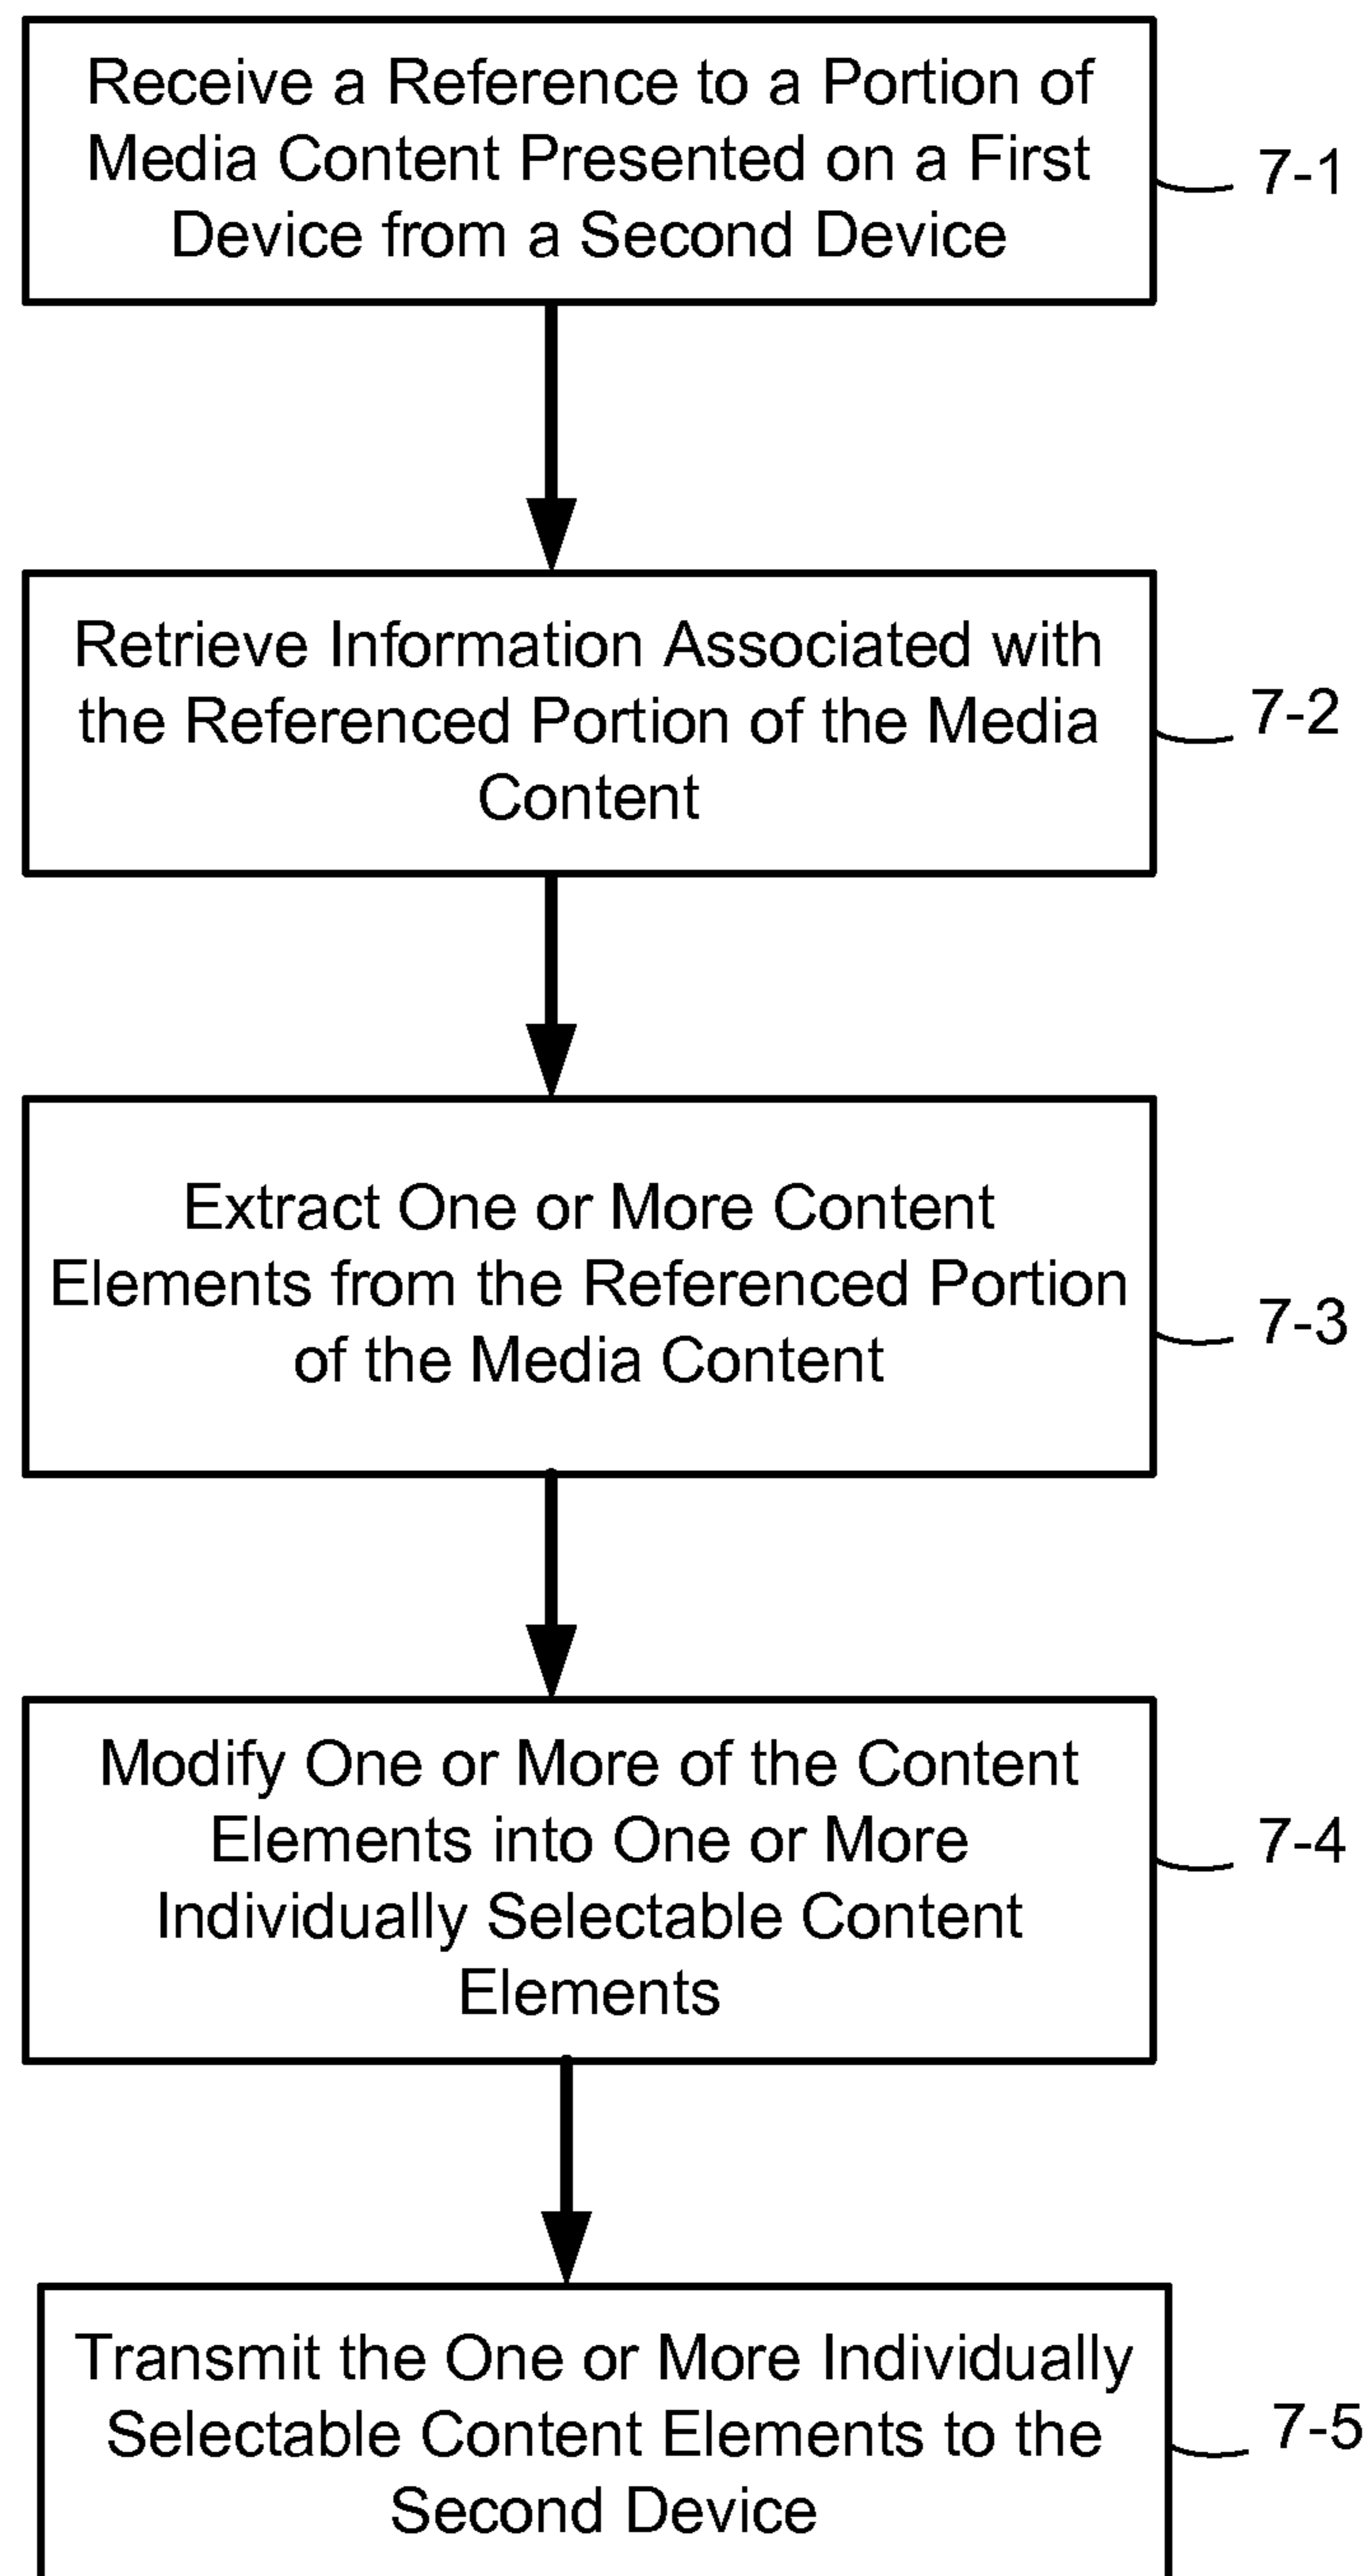 Receive a Reference to a Portion of
Media Content Presented on a First
Device from a Second Device
7-1
Retrieve Information Associated with
the Referenced Portion of the Media
Content
7-2
Extract One or More Content
Elements from the Referenced Portion
of the Media Content
7-3
Modify One or More of the Content
Elements into One or More
Individually Selectable Content
Elements
7-4
Transmit the One or More Individually
Selectable Content Elements to the
Second Device
7-5